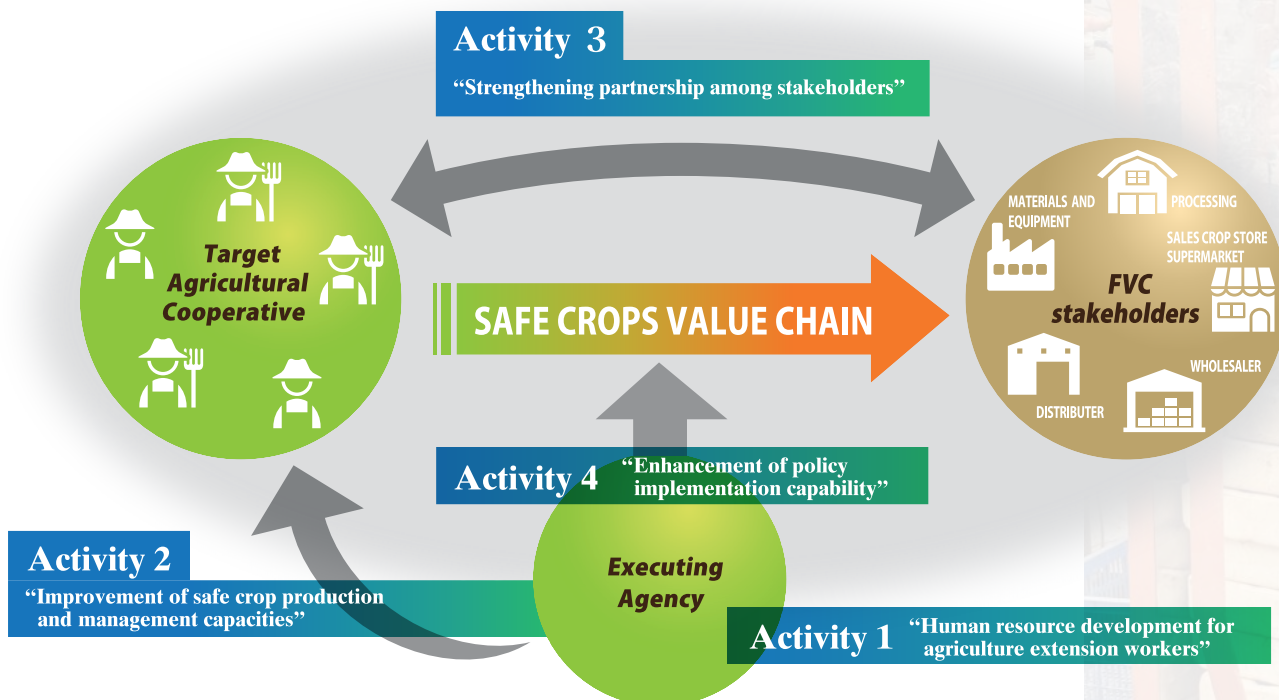 Activity 3
“Strengthening partnership among stakeholders”
Target
Agricultural
Cooperative
SAFE CROPS VALUE CHAIN
MATERIALS AND
EQUIPMENT
PROCESSING
SALES CROP STORE
SUPERMARKET
FVC
stakeholders
WHOLESALER
DISTRIBUTER
Activity 4
“Enhancement of policy
implementation capability”
Activity 2
“Improvement of safe crop production
and management capacities”
Executing
Agency
Activity 1
“Human resource development for
agriculture extension workers”